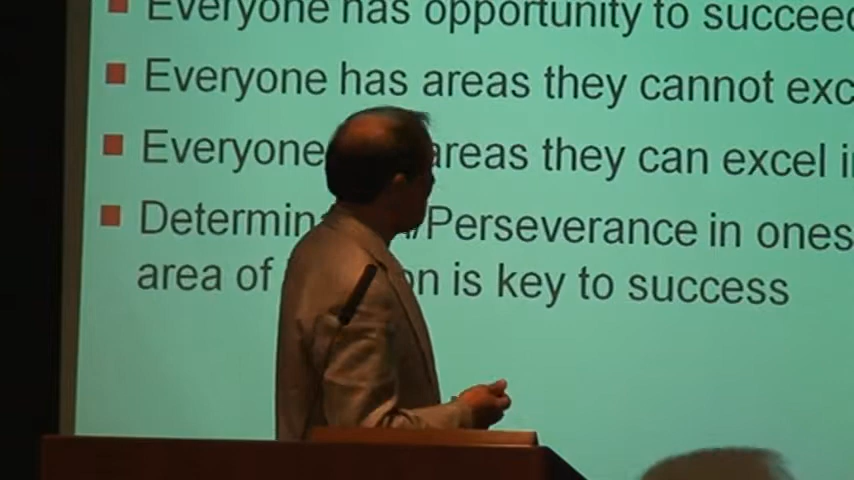 Everyone has opportunity to succeed
Everyone has areas they cannot exc
Everyone areas they can excel i
Determin /Perseverance in ones
area of on is key to success